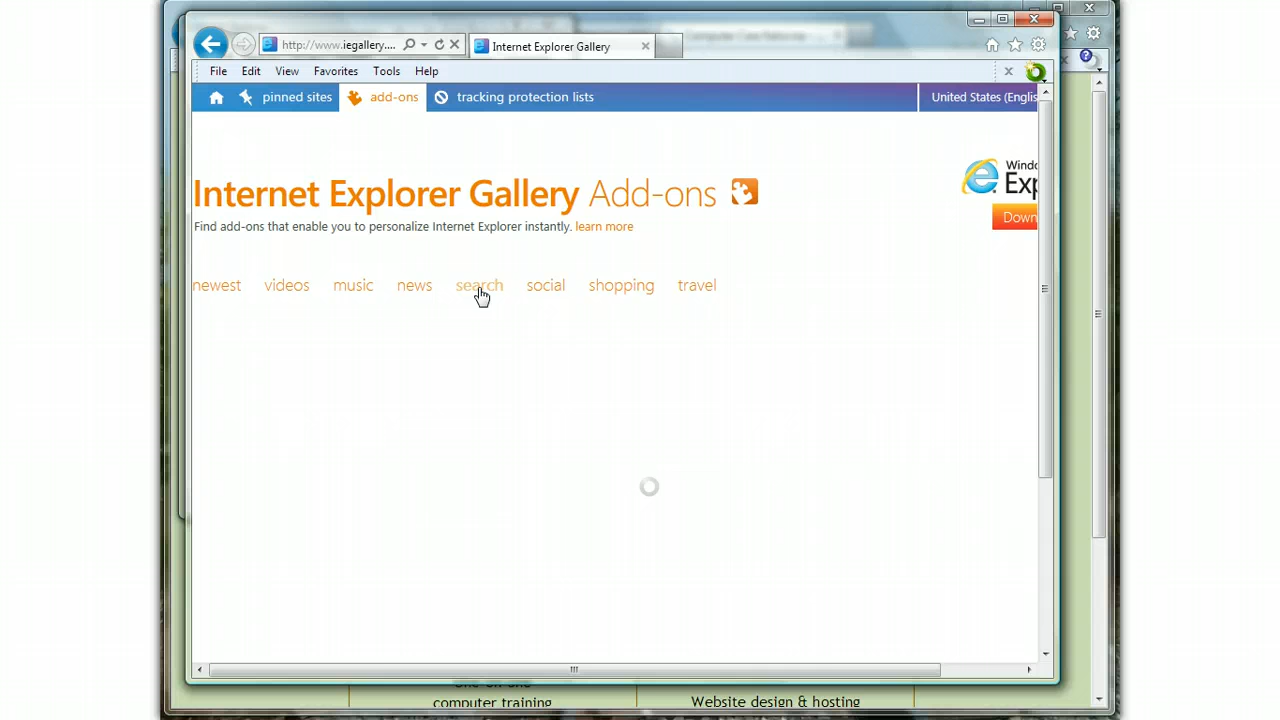 http://www.iegallery....
Internet Explorer Gallery
File Edit View Favorites Tools Help
pinned sites add-ons tracking protection lists United States (Englis
Windo
Exp
Internet Explorer Gallery Add-ons
Down
Find add-ons that enable you to personalize Internet Explorer instantly. learn more
newest videos music news search social shopping travel
computer training
Website design & hosting